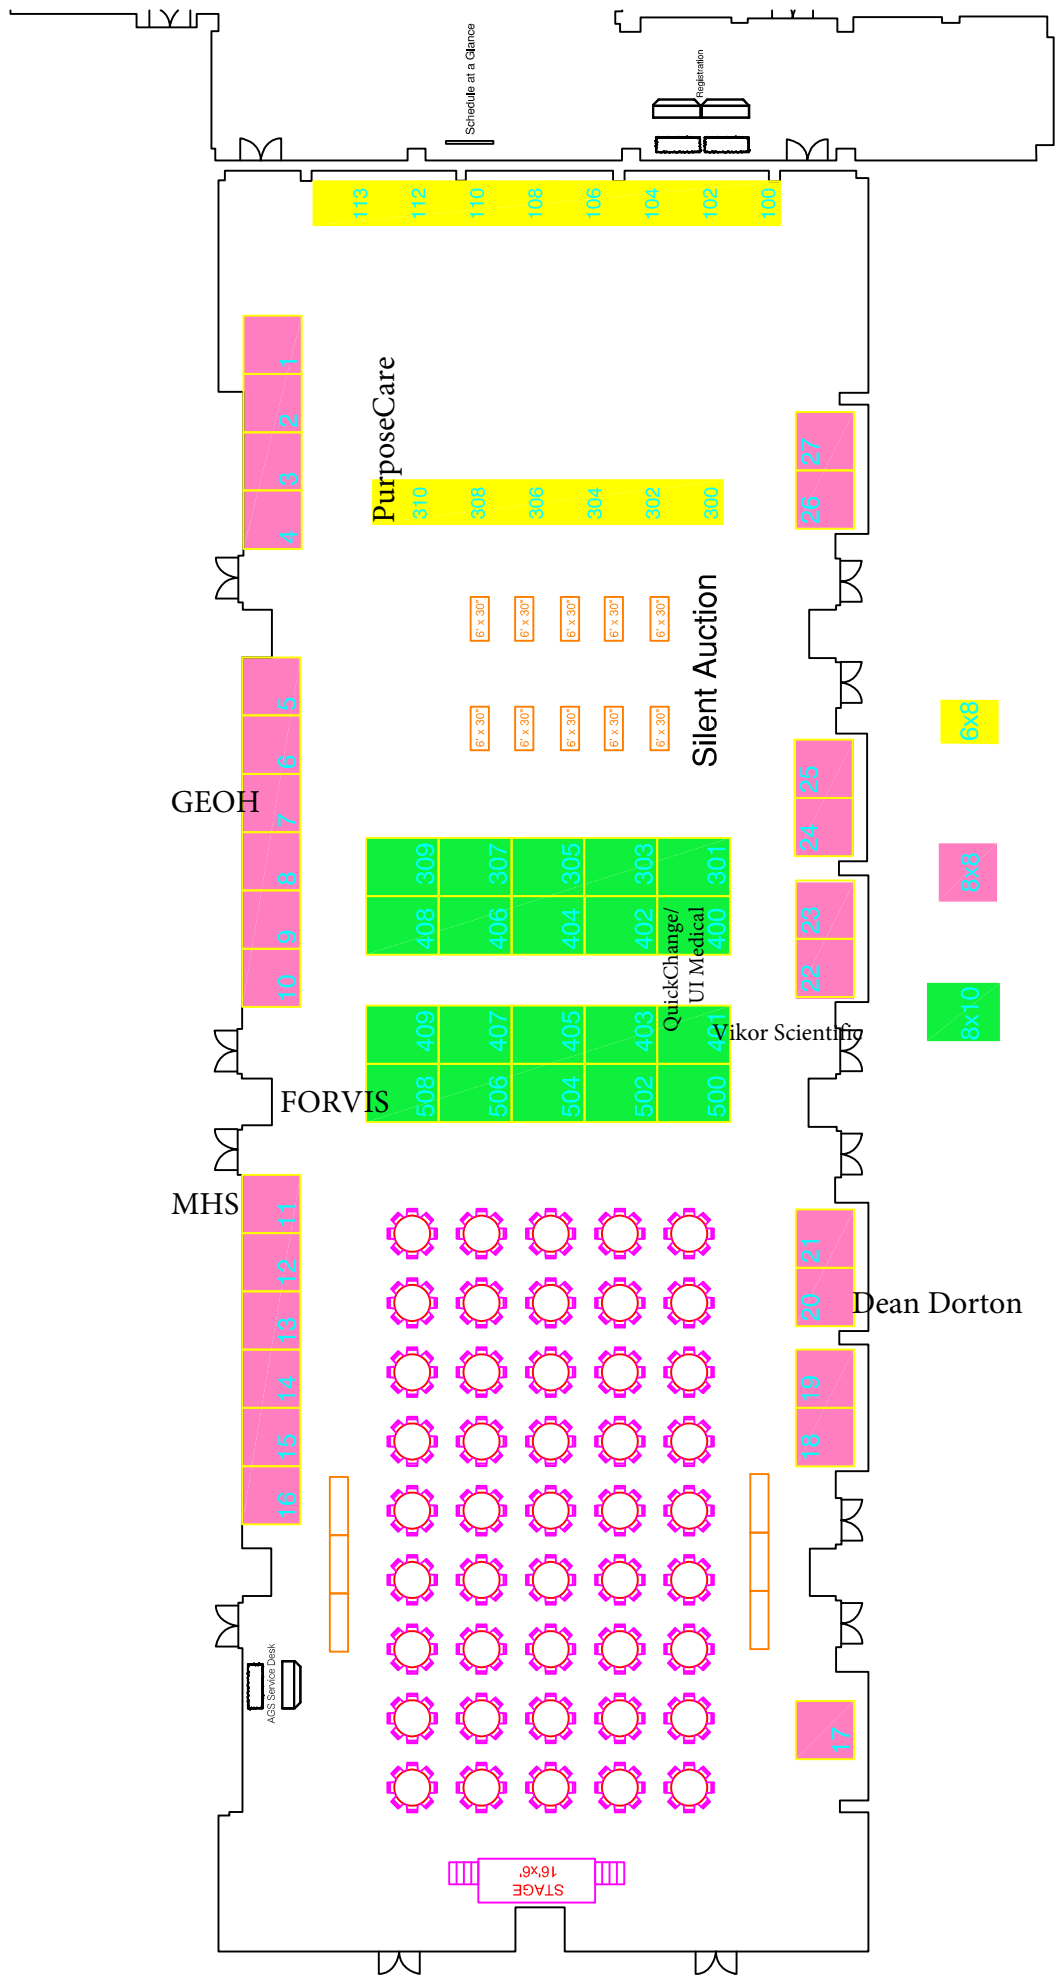 Schedule at a Glance
Registration
113
112
110
108
106
104
102
100
1
2
3
4
PurposeCare
310
308
306
304
302
300
27
26
6' x 30"
6' x 30"
6' x 30"
6' x 30"
6' x 30"
6' x 30"
6' x 30"
6' x 30"
6' x 30"
6' x 30"
Silent Auction
5
6
GEOH
7
8
9
10
25
24
23
22
6x8
8x8
8x10
309
307
305
303
301
408
406
404
402
400
QuickChange/
UI Medical
409
407
405
403
401
Vikor Scientific
508
506
504
502
500
FORVIS
MHS
11
12
13
14
15
16
21
20
Dean Dorton
19
18
AGS Service Desk
17
STAGE
16'x6'